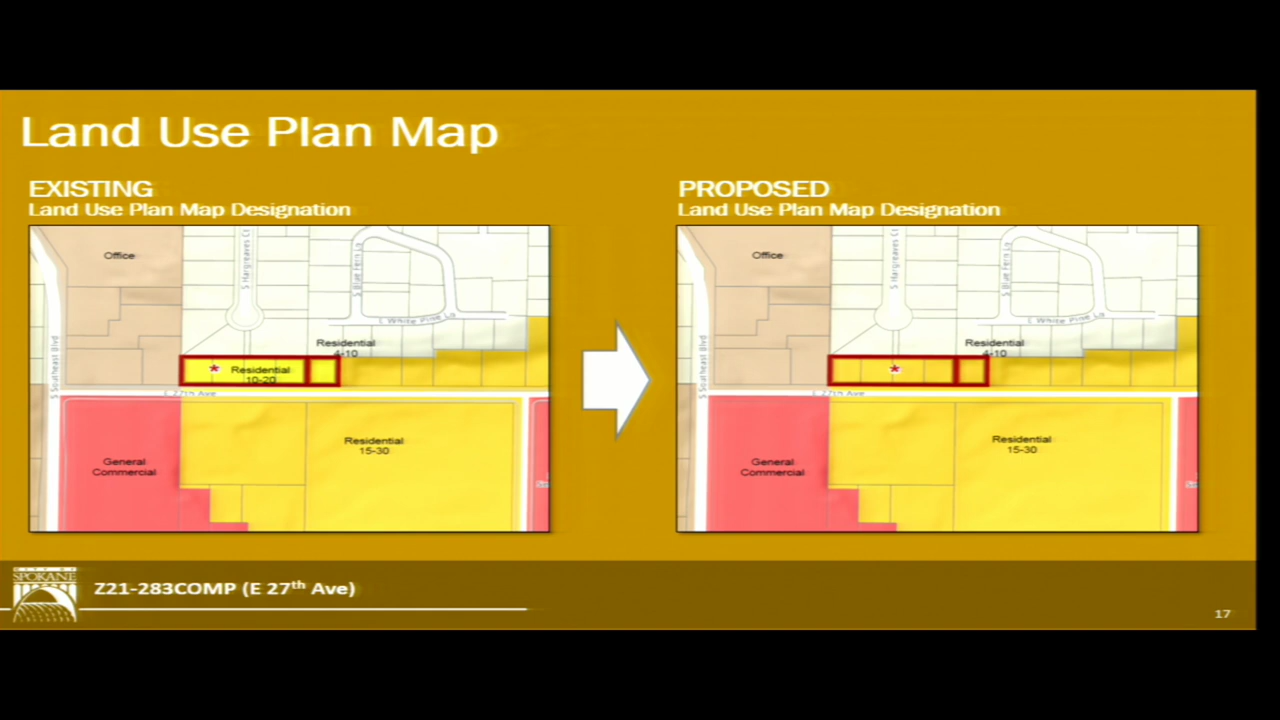 Land Use Plan Map
EXISTING
Land Use Plan Map Designation
PROPOSED
Land Use Plan Map Designation
Office
S Hargreaves Ct
S Blue Fern Ln
E White Pine Ln
S Southeast Blvd
Residential
4-10
*
Residential
10-20
E 27th Ave
General
Commercial
Residential
15-30
Office
S Hargreaves Ct
S Blue Fern Ln
E White Pine Ln
S Southeast Blvd
Residential
4-10
*
E 27th Ave
General
Commercial
Residential
15-30
CITY OF
SPOKANE
Z21-283COMP (E 27th Ave)
17